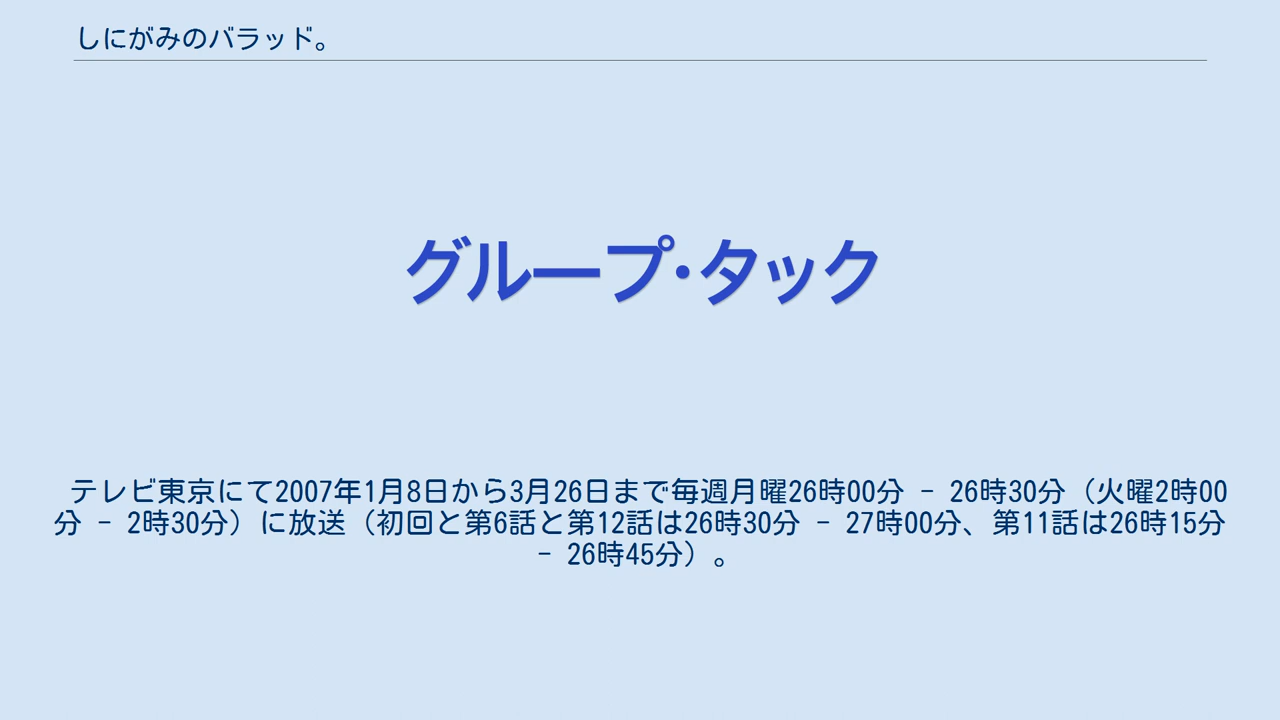 しにがみのバラッド。
グループ・タック
テレビ東京にて2007年1月8日から3月26日まで毎週月曜26時00分 - 26時30分（火曜2時00
分 - 2時30分）に放送（初回と第6話と第12話は26時30分 - 27時00分、第11話は26時15分
- 26時45分）。